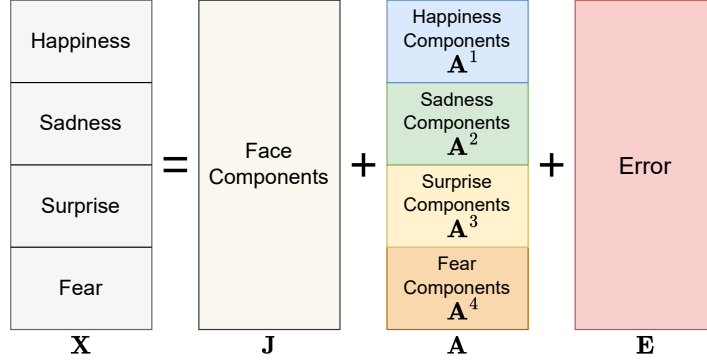 Happiness
Sadness
Surprise
Fear
X
=
Face
Components
J
+
Happiness
Components
A¹
Sadness
Components
A²
Surprise
Components
A³
Fear
Components
A⁴
A
+
Error
E